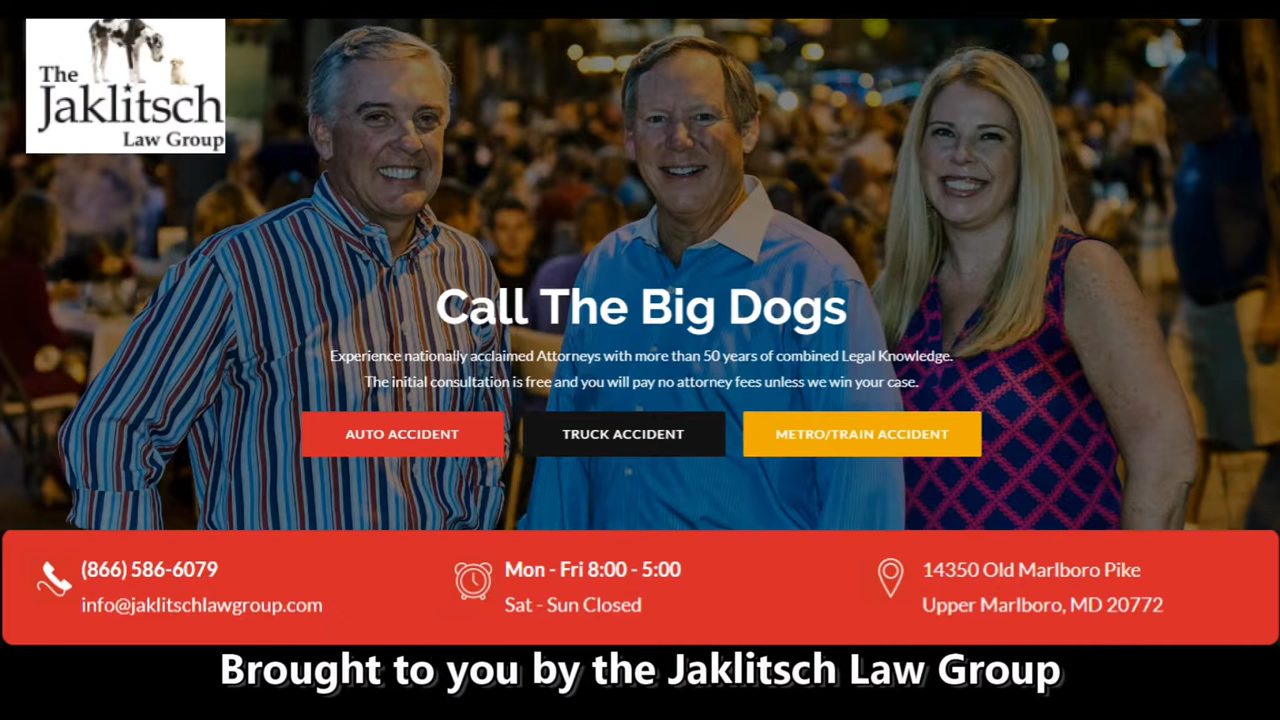 The
Jaklitsch
Law Group
Call The Big Dogs
Experience nationally acclaimed Attorneys with more than 50 years of combined Legal Knowledge.
The initial consultation is free and you will pay no attorney fees unless we win your case.
AUTO ACCIDENT
TRUCK ACCIDENT
METRO/TRAIN ACCIDENT
(866) 586-6079
info@jaklitschlawgroup.com
Mon - Fri 8:00 - 5:00
Sat - Sun Closed
14350 Old Marlboro Pike
Upper Marlboro, MD 20772
Brought to you by the Jaklitsch Law Group